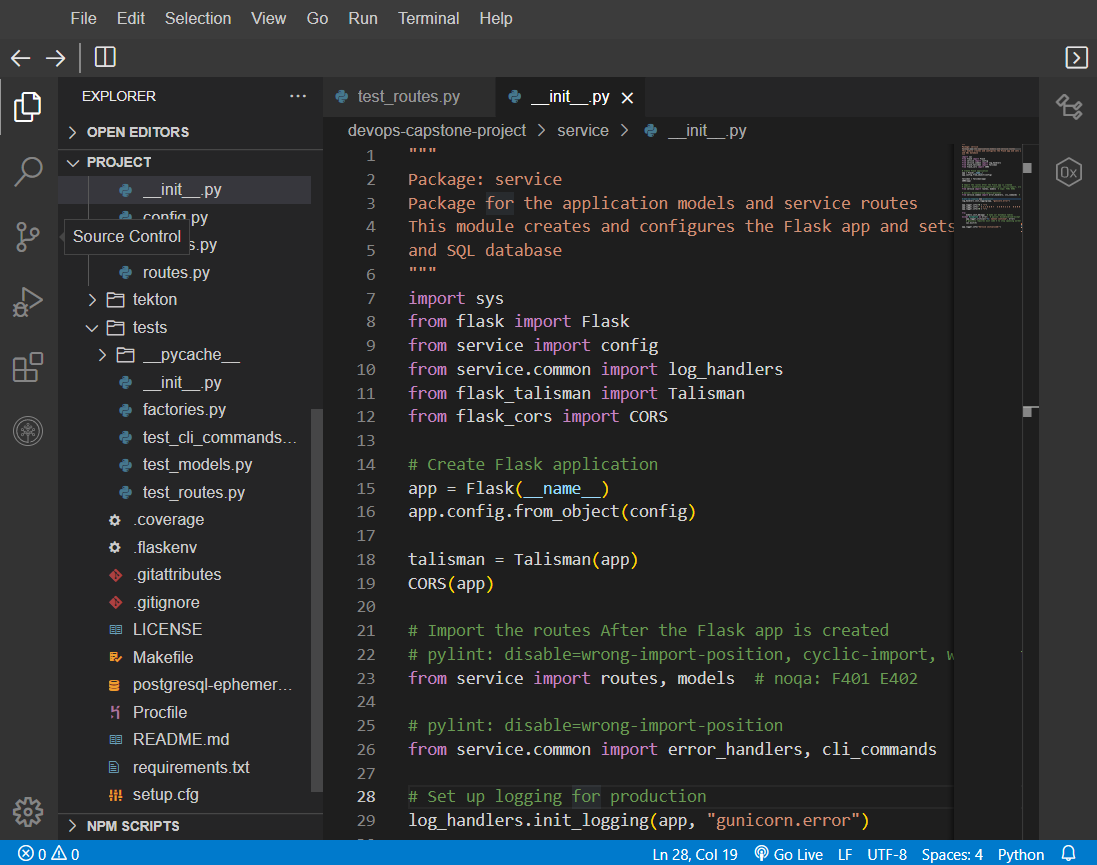 File Edit Selection View Go Run Terminal Help
EXPLORER
OPEN EDITORS
PROJECT
__init__.py
config.py
Source Control
s.py
routes.py
tekton
tests
__pycache__
__init__.py
factories.py
test_cli_commands...
test_models.py
test_routes.py
.coverage
.flaskenv
.gitattributes
.gitignore
LICENSE
Makefile
postgresql-ephemer...
Procfile
README.md
requirements.txt
setup.cfg
NPM SCRIPTS
test_routes.py __init__.py
devops-capstone-project > service > __init__.py
1 """
2 Package: service
3 Package for the application models and service routes
4 This module creates and configures the Flask app and sets
5 and SQL database
6 """
7 import sys
8 from flask import Flask
9 from service import config
10 from service.common import log_handlers
11 from flask_talisman import Talisman
12 from flask_cors import CORS
13
14 # Create Flask application
15 app = Flask(__name__)
16 app.config.from_object(config)
17
18 talisman = Talisman(app)
19 CORS(app)
20
21 # Import the routes After the Flask app is created
22 # pylint: disable=wrong-import-position, cyclic-import, w
23 from service import routes, models # noqa: F401 E402
24
25 # pylint: disable=wrong-import-position
26 from service.common import error_handlers, cli_commands
27
28 # Set up logging for production
29 log_handlers.init_logging(app, "gunicorn.error")
0x
0 0 Ln 28, Col 19 Go Live LF UTF-8 Spaces: 4 Python